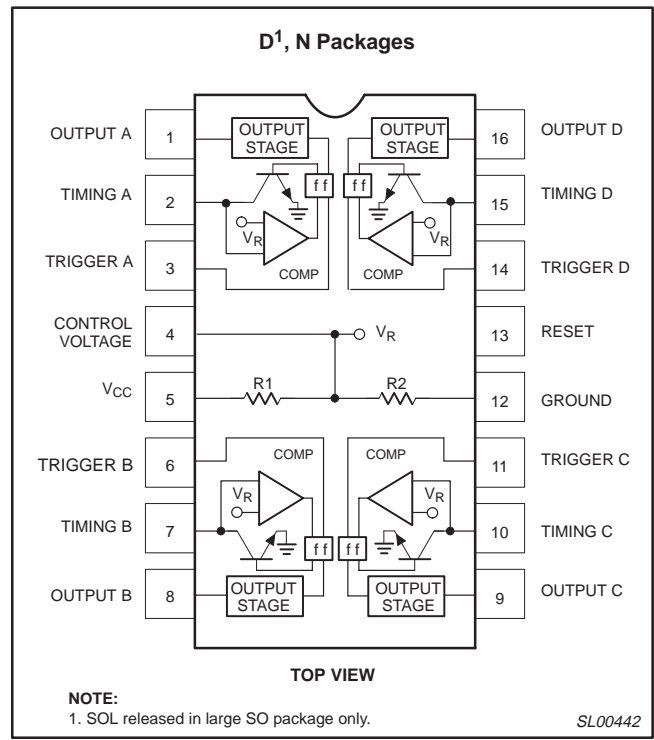 D1, N Packages
OUTPUT A 1 OUTPUT STAGE OUTPUT STAGE 16 OUTPUT D
TIMING A 2 ff ff 15 TIMING D
VR VR
TRIGGER A 3 COMP COMP 14 TRIGGER D
CONTROL VOLTAGE 4 VR 13 RESET
VCC 5 R1 R2 12 GROUND
TRIGGER B 6 COMP COMP 11 TRIGGER C
VR VR
TIMING B 7 ff ff 10 TIMING C
OUTPUT B 8 OUTPUT STAGE OUTPUT STAGE 9 OUTPUT C
TOP VIEW
NOTE:
1. SOL released in large SO package only.
SL00442